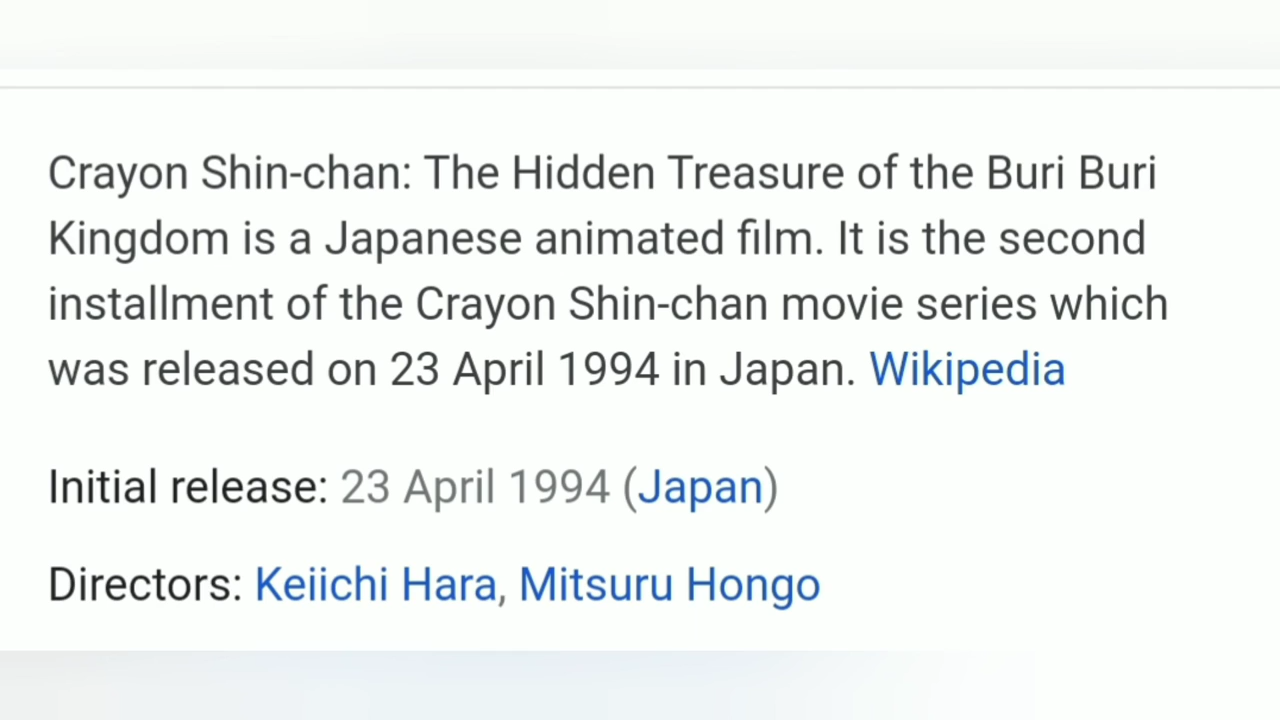 Crayon Shin-chan: The Hidden Treasure of the Buri Buri
Kingdom is a Japanese animated film. It is the second
installment of the Crayon Shin-chan movie series which
was released on 23 April 1994 in Japan. Wikipedia
Initial release: 23 April 1994 (Japan)
Directors: Keiichi Hara, Mitsuru Hongo